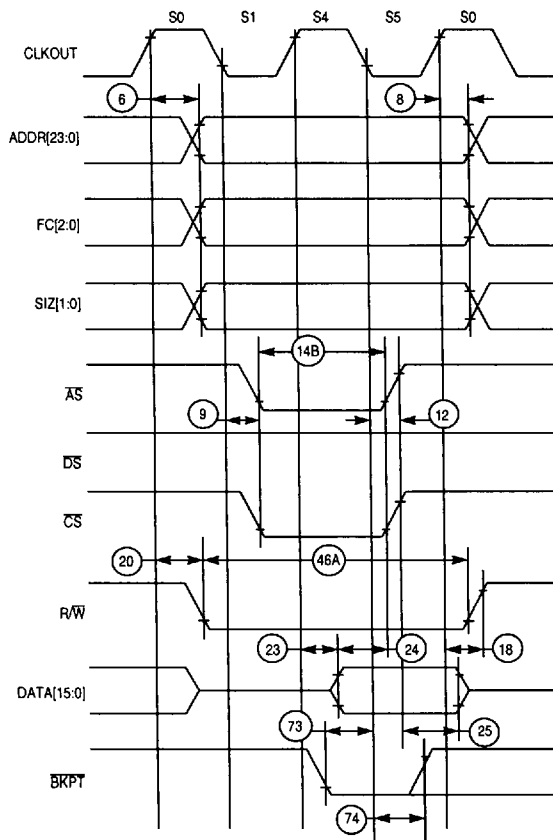 S0 S1 S4 S5 S0
CLKOUT
6 8
ADDR[23:0]
FC[2:0]
SIZ[1:0]
14B
AS
9 12
DS
CS
20 46A
R/W
23 24 18
DATA[15:0]
73 25
BKPT
74